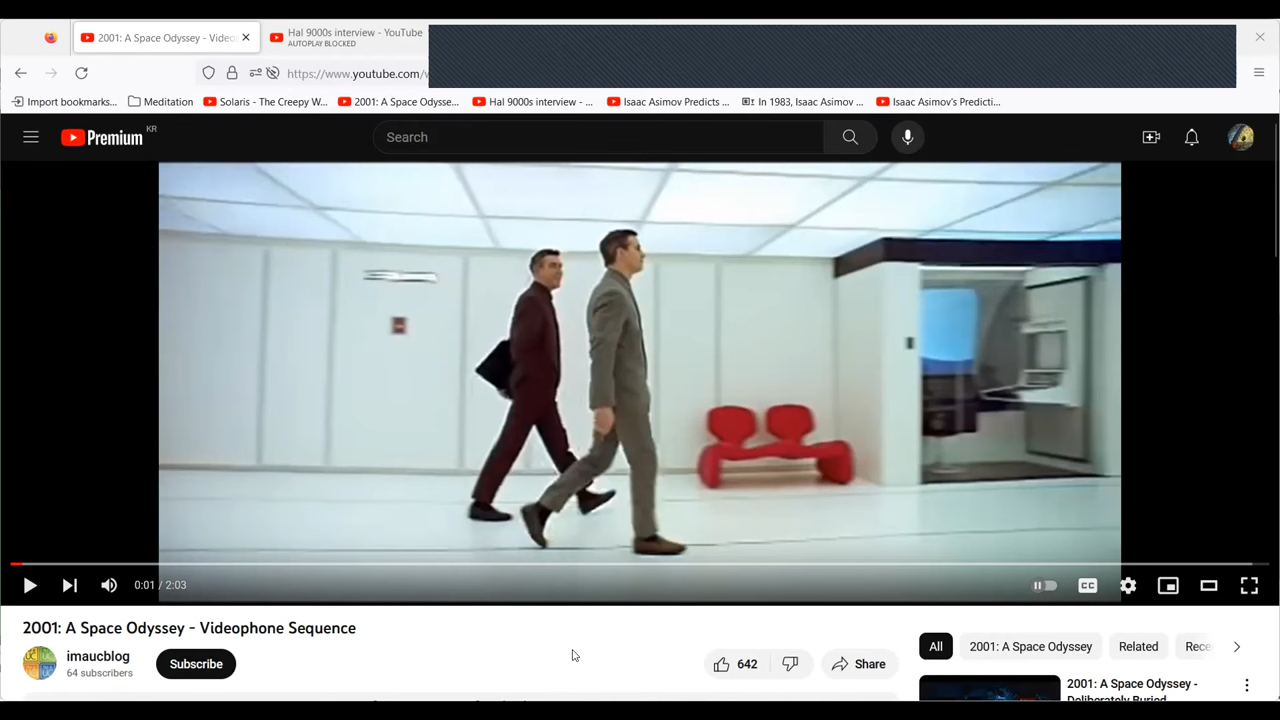 2001: A Space Odyssey - Video
Hal 9000s interview - YouTube
AUTOPLAY BLOCKED
https://www.youtube.com/
Import bookmarks... Meditation Solaris - The Creepy W... 2001: A Space Odysse... Hal 9000s interview - ... Isaac Asimov Predicts ... In 1983, Isaac Asimov ... Isaac Asimov's Predicti...
Premium KR Search
0:01 / 2:03 CC
2001: A Space Odyssey - Videophone Sequence
imaucblog
64 subscribers
Subscribe
642 Share
All 2001: A Space Odyssey Related Rece
2001: A Space Odyssey -
Deliberately Buried